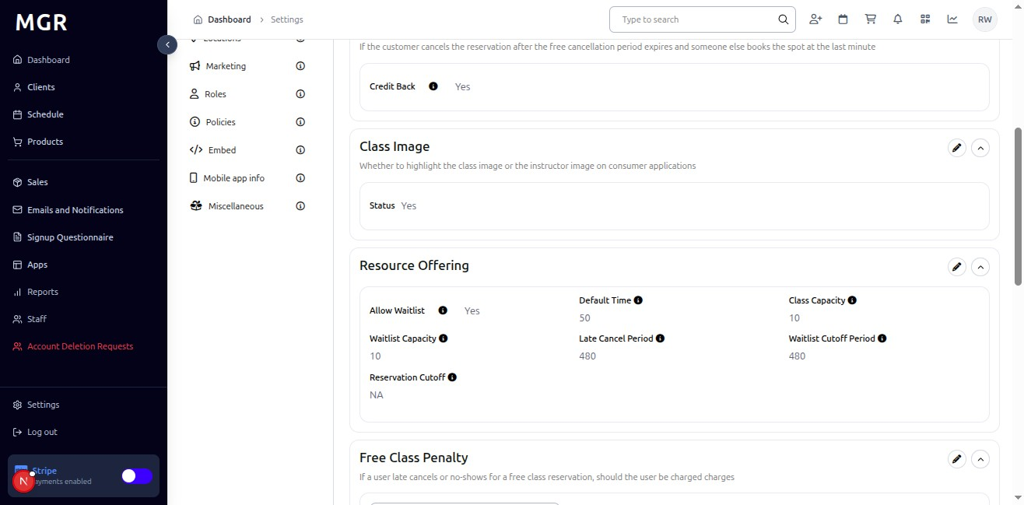 MGR
Dashboard
Clients
Schedule
Products
Sales
Emails and Notifications
Signup Questionnaire
Apps
Reports
Staff
Account Deletion Requests
Settings
Log out
Stripe
ayments enabled
N
Dashboard > Settings
Type to search
RW
Locations
Marketing
Roles
Policies
Embed
Mobile app info
Miscellaneous
If the customer cancels the reservation after the free cancellation period expires and someone else books the spot at the last minute
Credit Back Yes
Class Image
Whether to highlight the class image or the instructor image on consumer applications
Status Yes
Resource Offering
Allow Waitlist Yes
Default Time
50
Class Capacity
10
Waitlist Capacity
10
Late Cancel Period
480
Waitlist Cutoff Period
480
Reservation Cutoff
NA
Free Class Penalty
If a user late cancels or no-shows for a free class reservation, should the user be charged charges